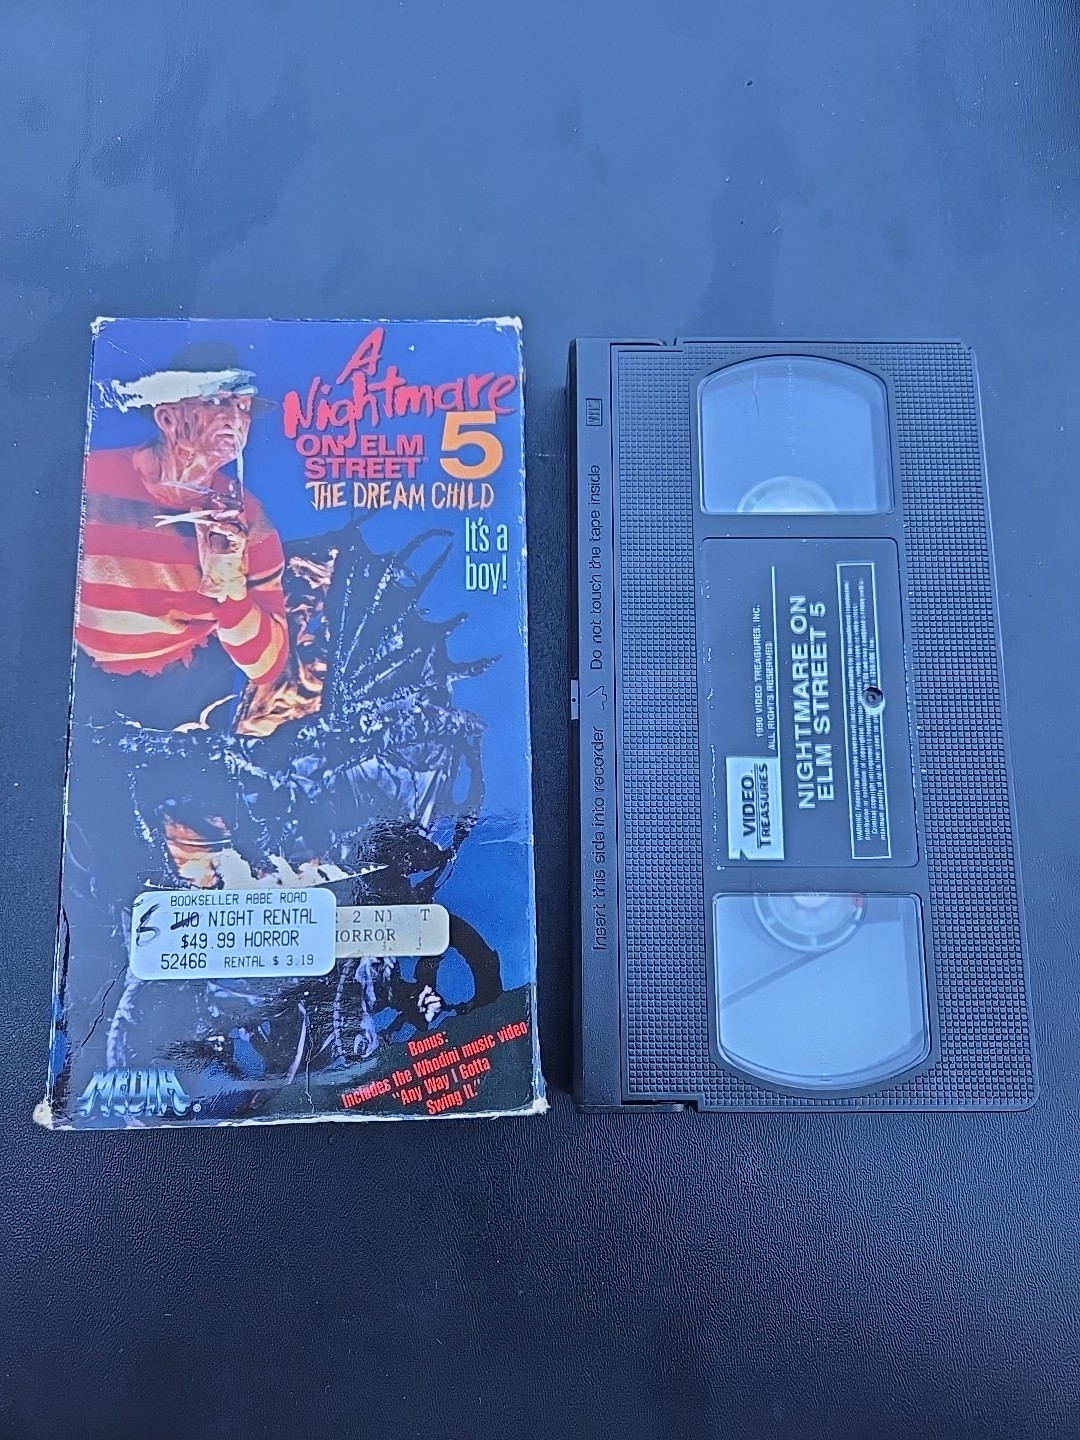 A
Nightmare
ON ELM
STREET
5
THE DREAM CHILD
It's a
boy!
BOOKSELLER ABBE ROAD
TWO NIGHT RENTAL
$49.99 HORROR
52466 RENTAL $ 3.19
HORROR
Bonus:
Includes the Whodini music video
"Any Way I Gotta
Swing It."
MEDIA
Insert this side into recorder
Do not touch the tape inside
1990 VIDEO TREASURES, INC.
ALL RIGHTS RESERVED
VIDEO
TREASURES
NIGHTMARE ON
ELM STREET 5